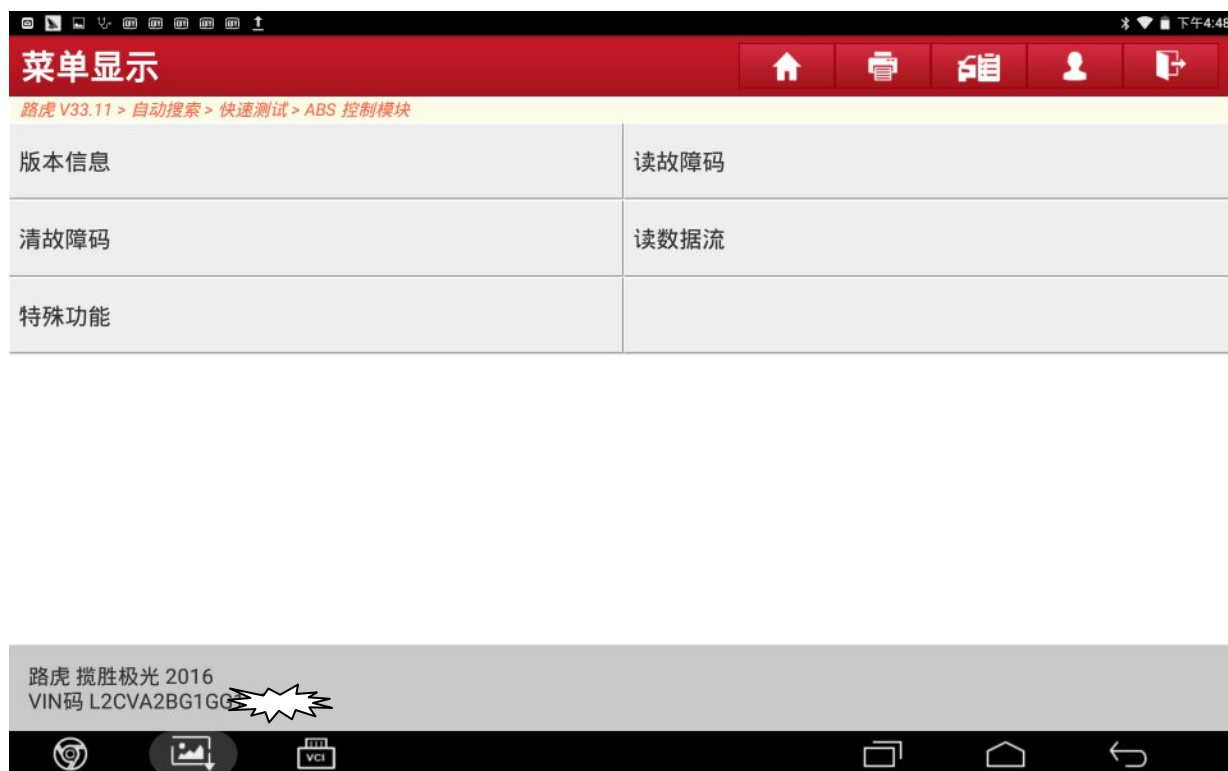 下午4:48
菜单显示
路虎 V33.11 > 自动搜索 > 快速测试 > ABS 控制模块
版本信息
读故障码
清故障码
读数据流
特殊功能
路虎 揽胜极光 2016
VIN码 L2CVA2BG1GG
VCI